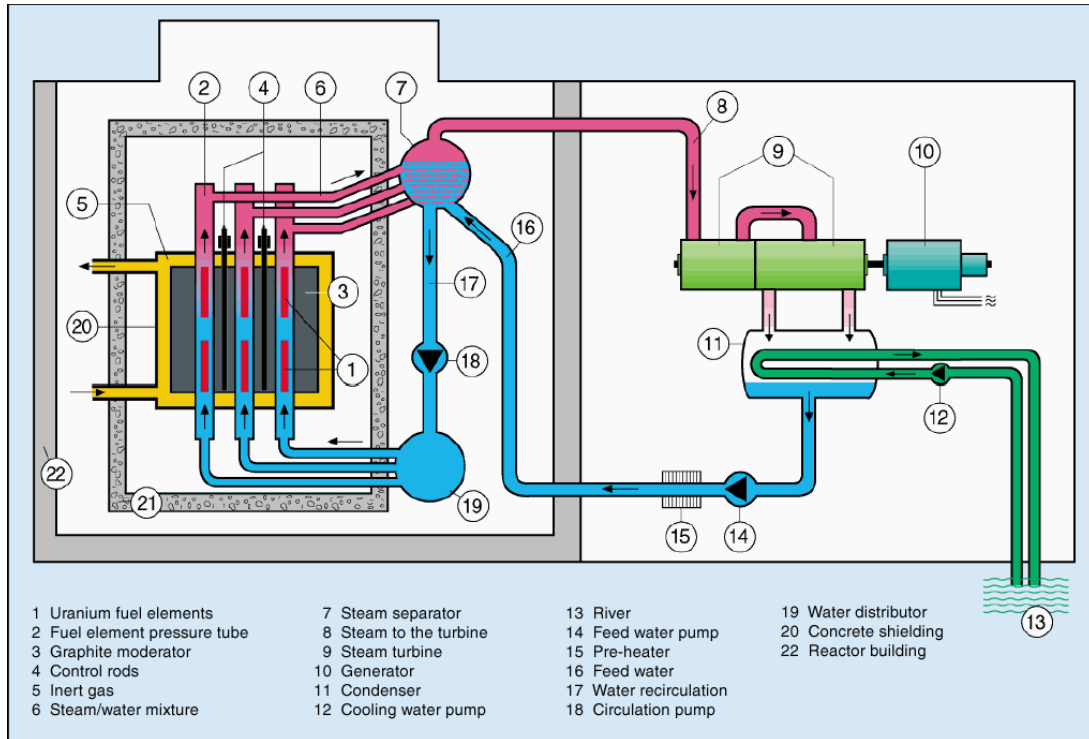 2 4 6 7 8 9 10
5 16
3 17
20 11
1 18 12
22
21 19 15 14
13
1 Uranium fuel elements
2 Fuel element pressure tube
3 Graphite moderator
4 Control rods
5 Inert gas
6 Steam/water mixture
7 Steam separator
8 Steam to the turbine
9 Steam turbine
10 Generator
11 Condenser
12 Cooling water pump
13 River
14 Feed water pump
15 Pre-heater
16 Feed water
17 Water recirculation
18 Circulation pump
19 Water distributor
20 Concrete shielding
22 Reactor building